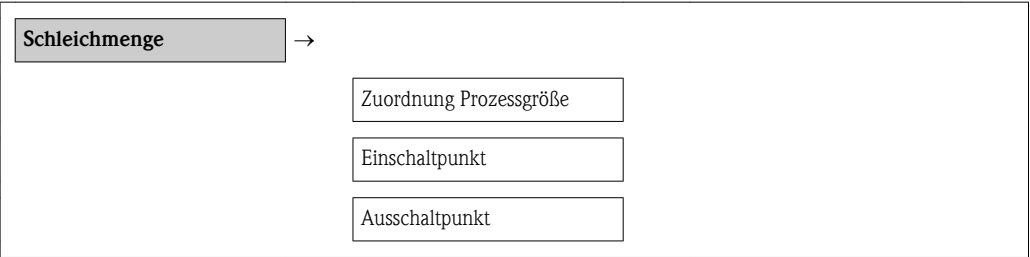 Schleichmenge →
Zuordnung Prozessgröße
Einschaltpunkt
Ausschaltpunkt